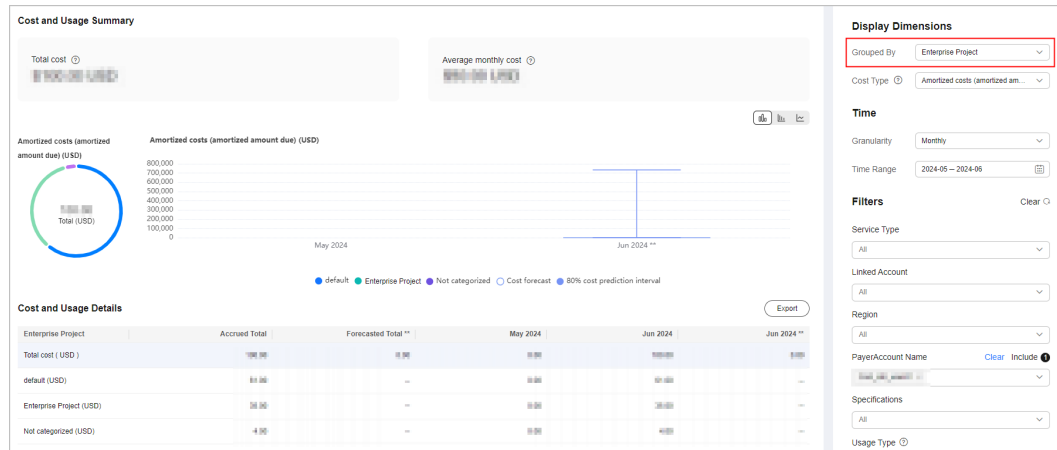 Cost and Usage Summary
Total cost
Average monthly cost
Amortized costs (amortized amount due) (USD)
Total (USD)
Amortized costs (amortized amount due) (USD)
800,000
700,000
600,000
500,000
400,000
300,000
200,000
100,000
0
May 2024
Jun 2024 **
default
Enterprise Project
Not categorized
Cost forecast
80% cost prediction interval
Cost and Usage Details
Export
Enterprise Project Accrued Total Forecasted Total ** May 2024 Jun 2024 Jun 2024 **
Total cost ( USD )
default (USD) -- --
Enterprise Project (USD) -- --
Not categorized (USD) -- --
Display Dimensions
Grouped By Enterprise Project
Cost Type Amortized costs (amortized am...
Time
Granularity Monthly
Time Range 2024-05 – 2024-06
Filters Clear
Service Type
All
Linked Account
All
Region
All
PayerAccount Name Clear Include 1
Specifications
All
Usage Type